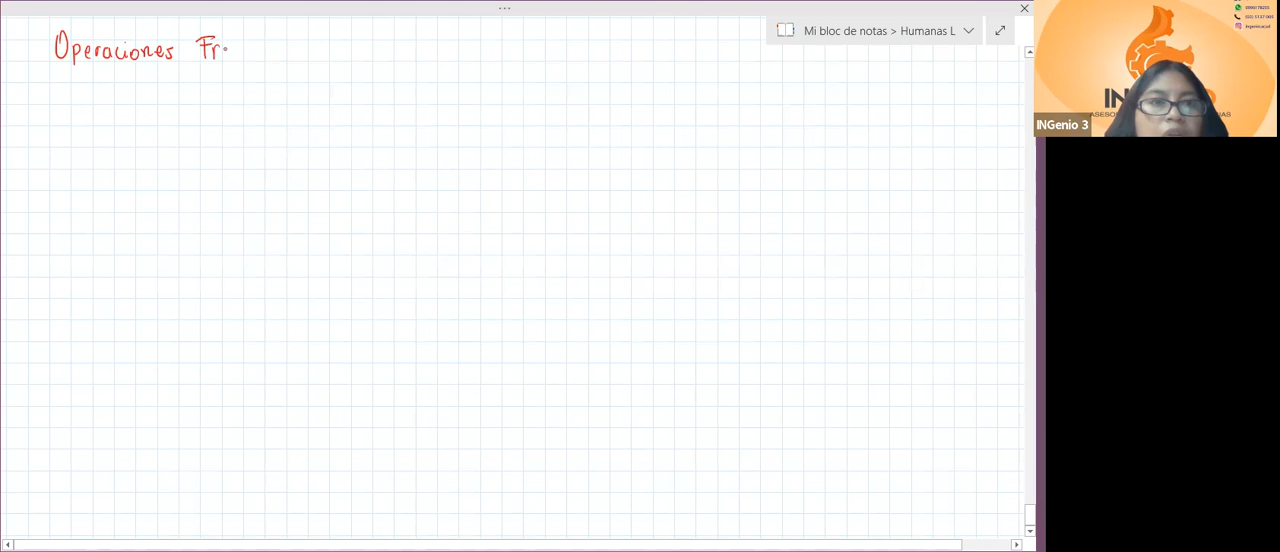 Operaciones Fr
Mi bloc de notas > Humanas L
INGenio 3